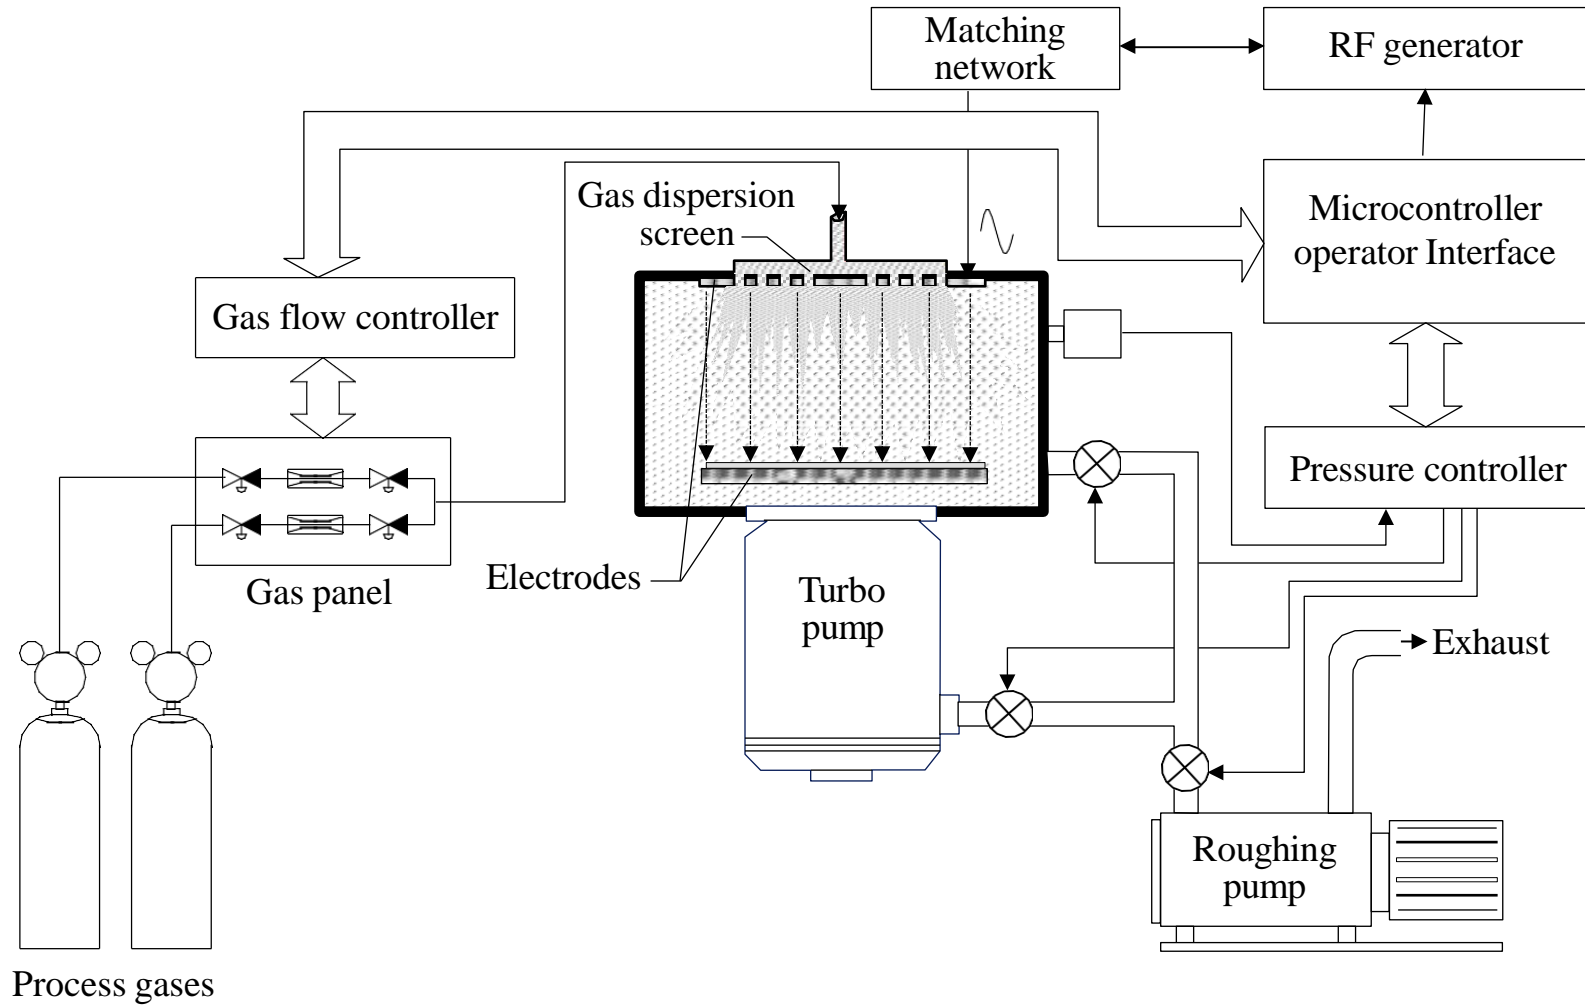 Matching
network
RF generator
Gas dispersion
screen
Microcontroller
operator Interface
Gas flow controller
Pressure controller
Gas panel
Electrodes
Turbo
pump
Exhaust
Roughing
pump
Process gases